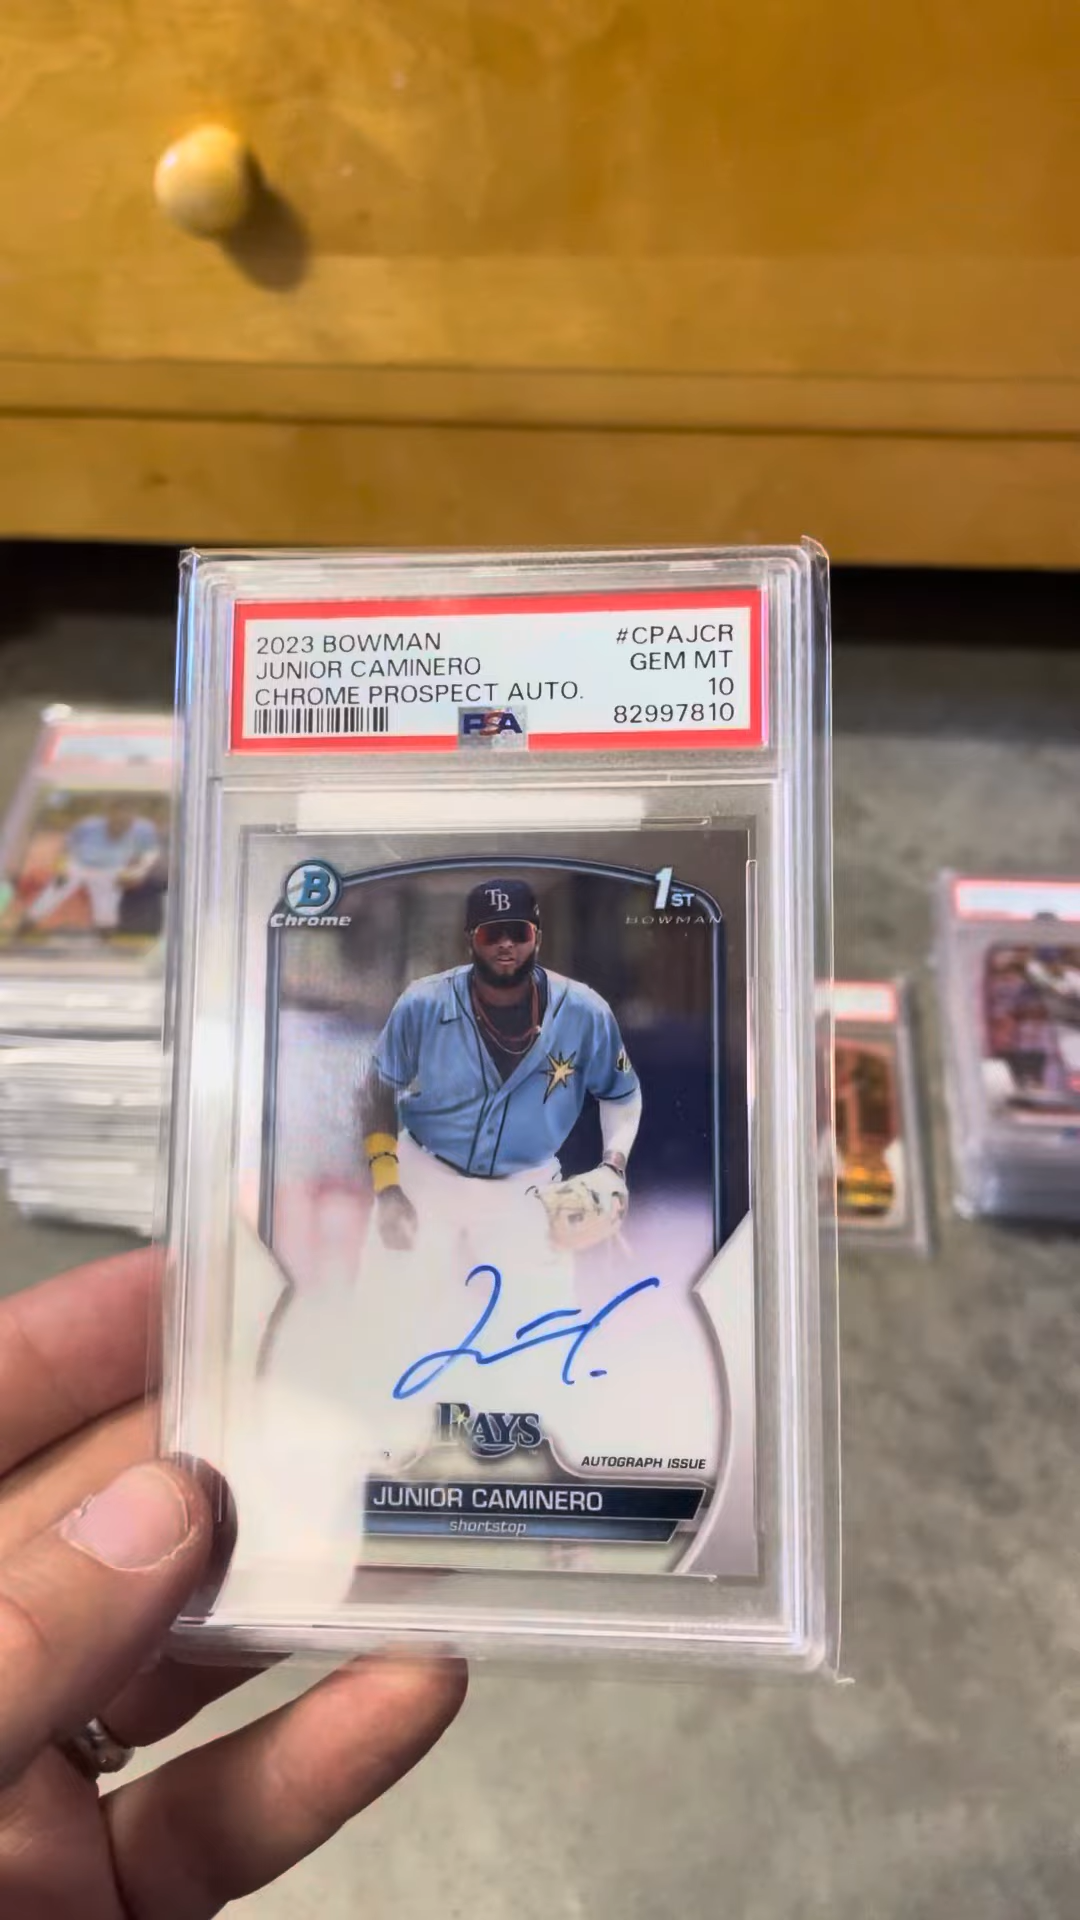 2023 BOWMAN #CPAJCR
JUNIOR CAMINERO GEM MT
CHROME PROSPECT AUTO. 10
PSA 82997810
B 1ST
Chrome BOWMAN
TB
RAYS
AUTOGRAPH ISSUE
JUNIOR CAMINERO
shortstop